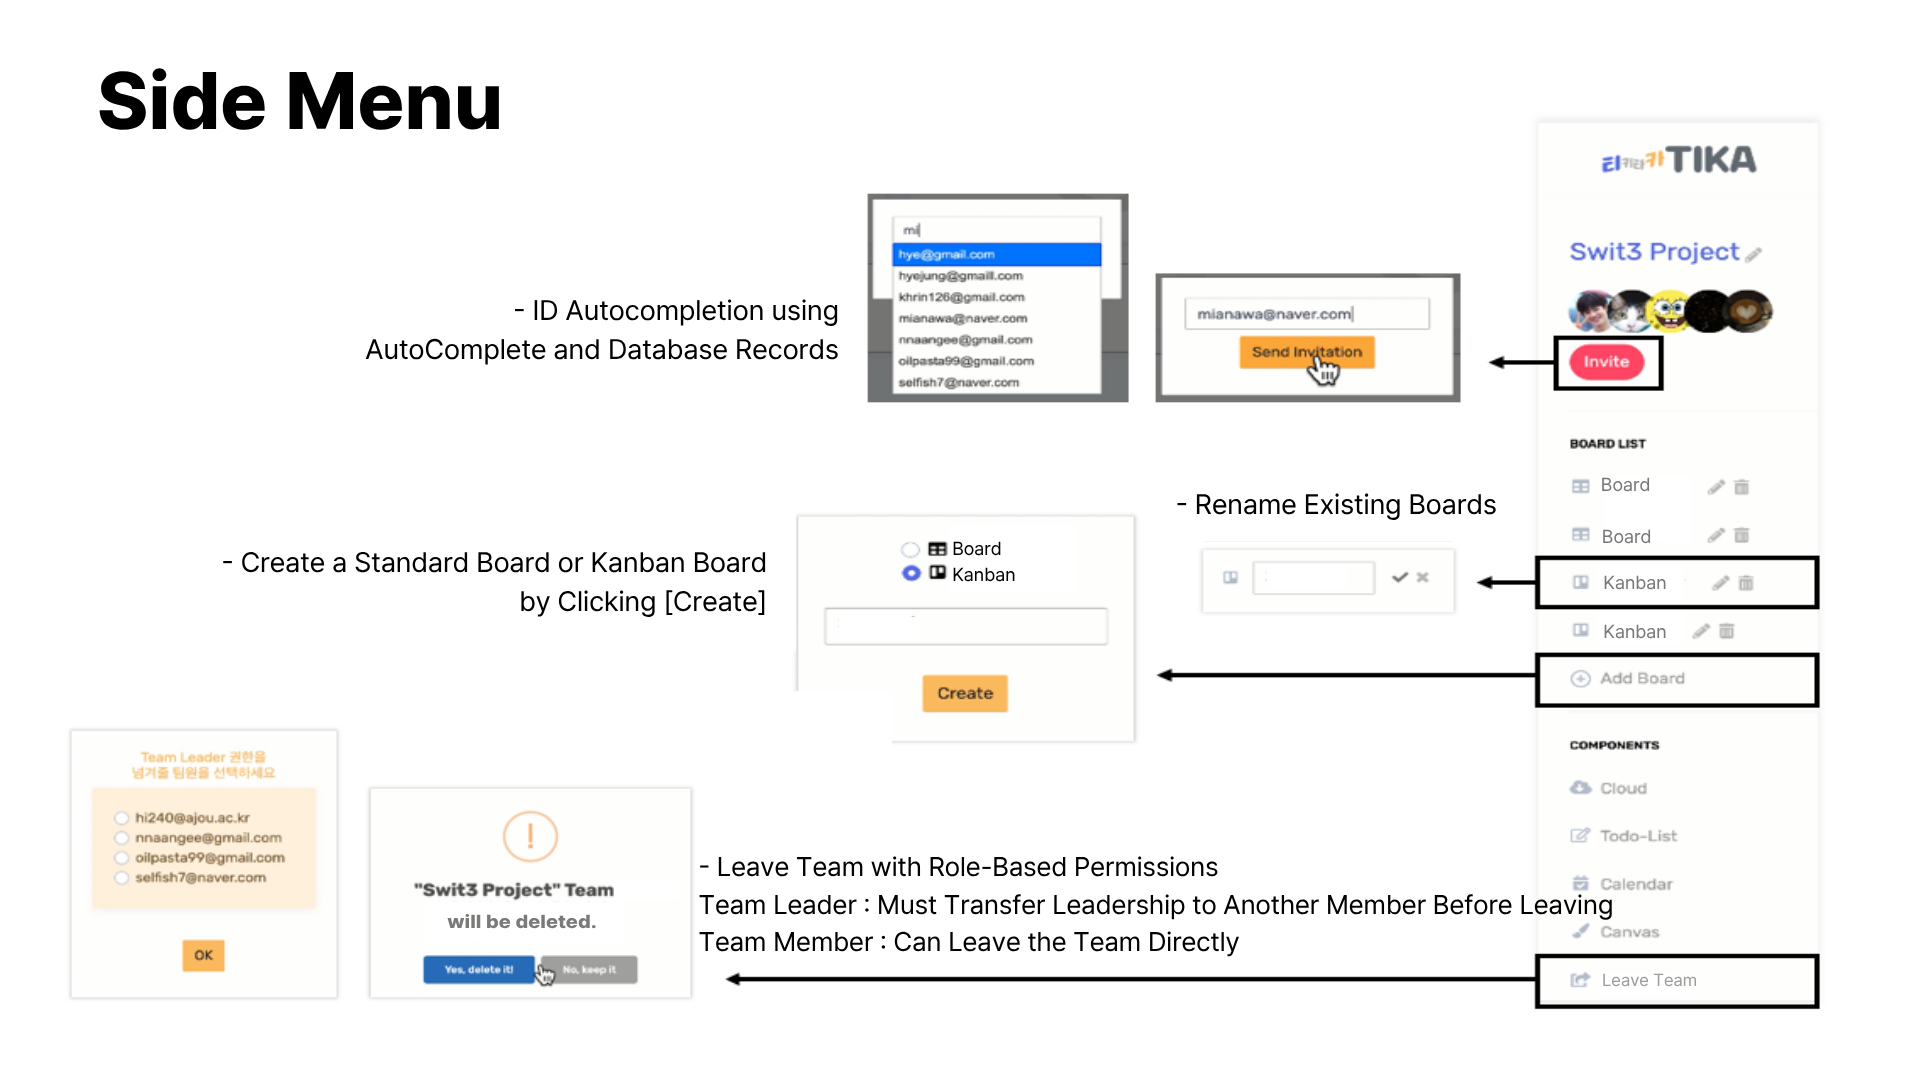 Side Menu
티키타카 TIKA
Swit3 Project
Invite
mi
hye@gmail.com
hyejung@gmaill.com
khrin126@gmail.com
mianawa@naver.com
nnaangee@gmail.com
oilpasta99@gmail.com
selfish7@naver.com
mianawa@naver.com
Send Invitation
- ID Autocompletion using
AutoComplete and Database Records
BOARD LIST
Board
Board
Kanban
Kanban
Add Board
- Rename Existing Boards
- Create a Standard Board or Kanban Board
by Clicking [Create]
Board
Kanban
Create
COMPONENTS
Cloud
Todo-List
Calendar
Canvas
Leave Team
Team Leader 권한을
넘겨줄 팀원을 선택하세요
hi240@ajou.ac.kr
nnaangee@gmail.com
oilpasta99@gmail.com
selfish7@naver.com
OK
!
"Swit3 Project" Team
will be deleted.
Yes, delete it!
No, keep it
- Leave Team with Role-Based Permissions
Team Leader : Must Transfer Leadership to Another Member Before Leaving
Team Member : Can Leave the Team Directly